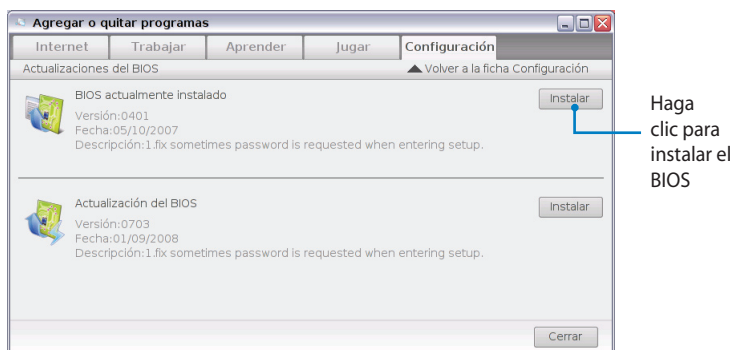 Agregar o quitar programas
Internet Trabajar Aprender Jugar Configuración
Actualizaciones del BIOS Volver a la ficha Configuración
BIOS actualmente instalado Instalar
Versión:0401
Fecha:05/10/2007
Descripción:1.fix sometimes password is requested when entering setup.
Actualización del BIOS Instalar
Versión:0703
Fecha:01/09/2008
Descripción:1.fix sometimes password is requested when entering setup.
Cerrar
Haga
clic para
instalar el
BIOS